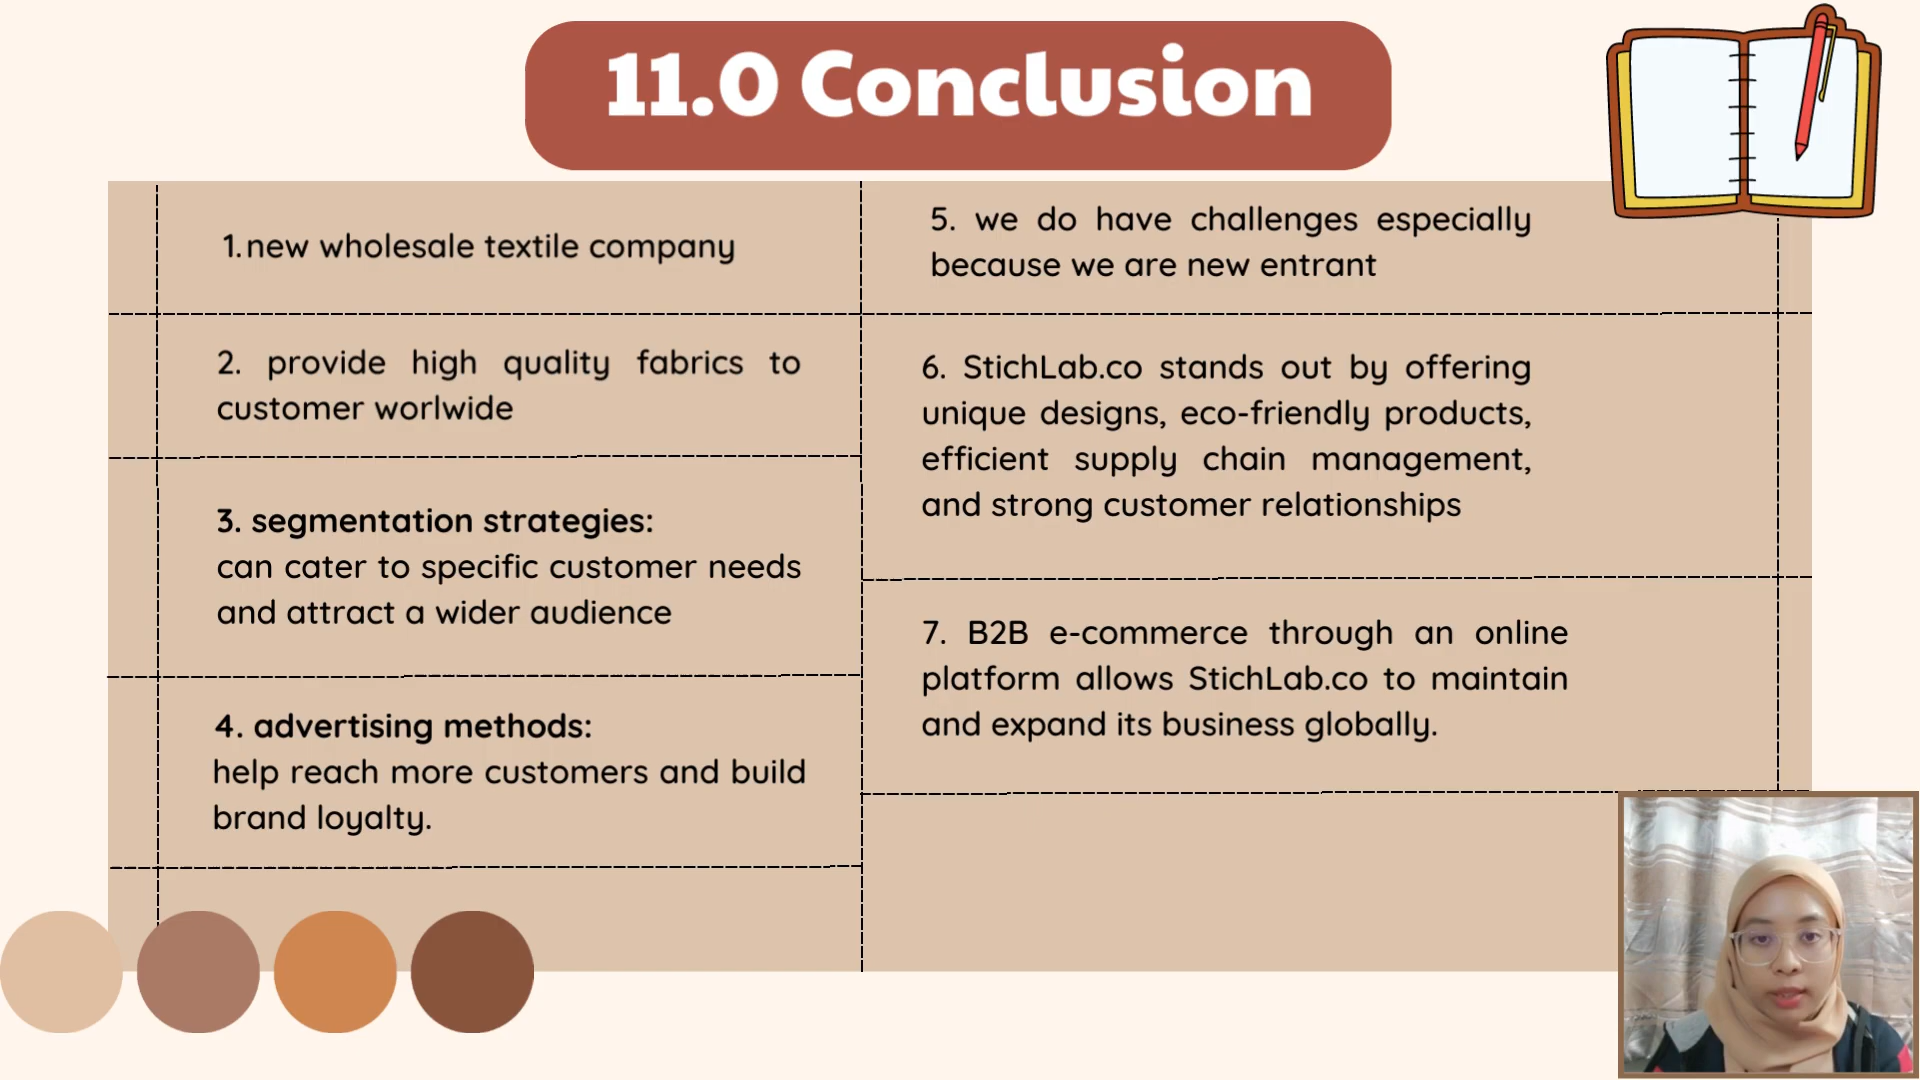 11.0 Conclusion
1.new wholesale textile company
2. provide high quality fabrics to
customer worlwide
3. segmentation strategies:
can cater to specific customer needs
and attract a wider audience
4. advertising methods:
help reach more customers and build
brand loyalty.
5. we do have challenges especially
because we are new entrant
6. StichLab.co stands out by offering
unique designs, eco-friendly products,
efficient supply chain management,
and strong customer relationships
7. B2B e-commerce through an online
platform allows StichLab.co to maintain
and expand its business globally.